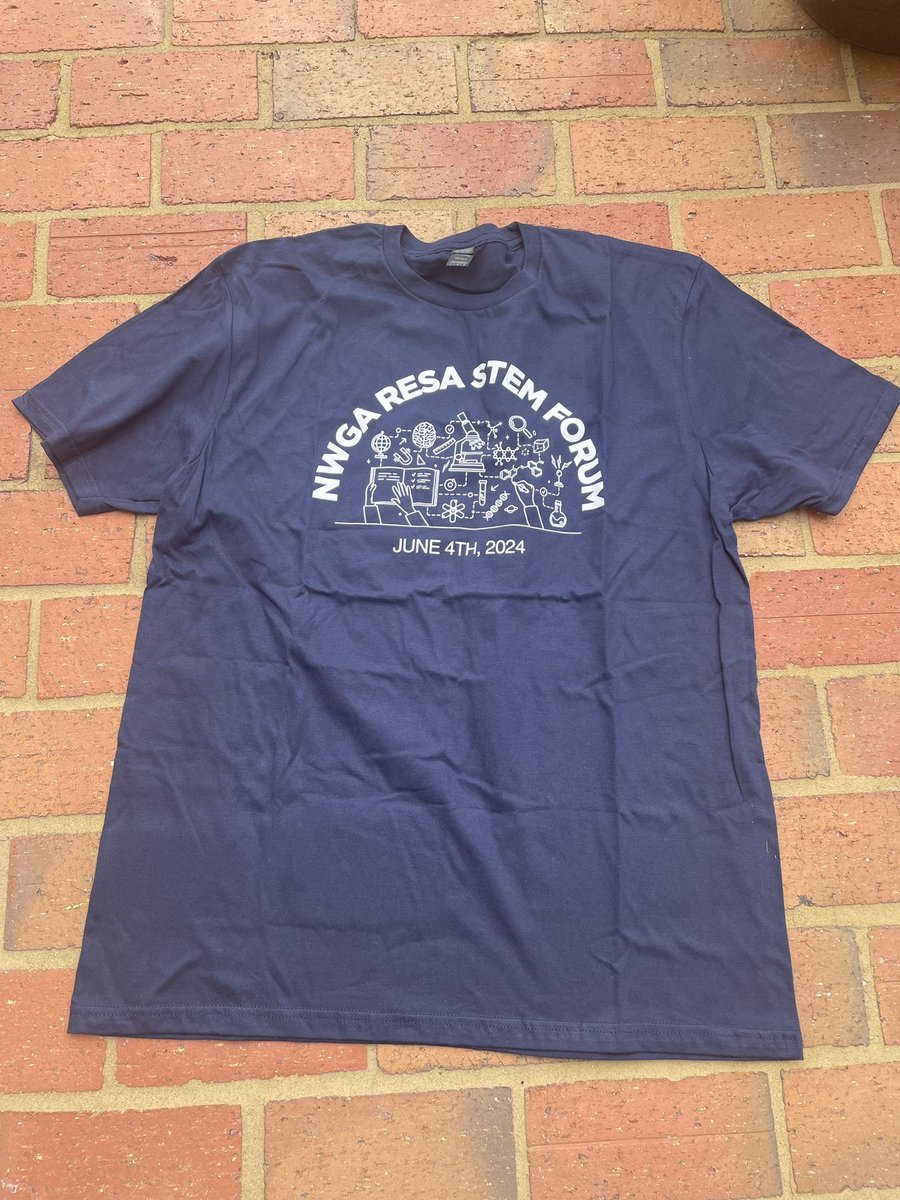 NWGA RESA STEM FORUM
JUNE 4TH, 2024